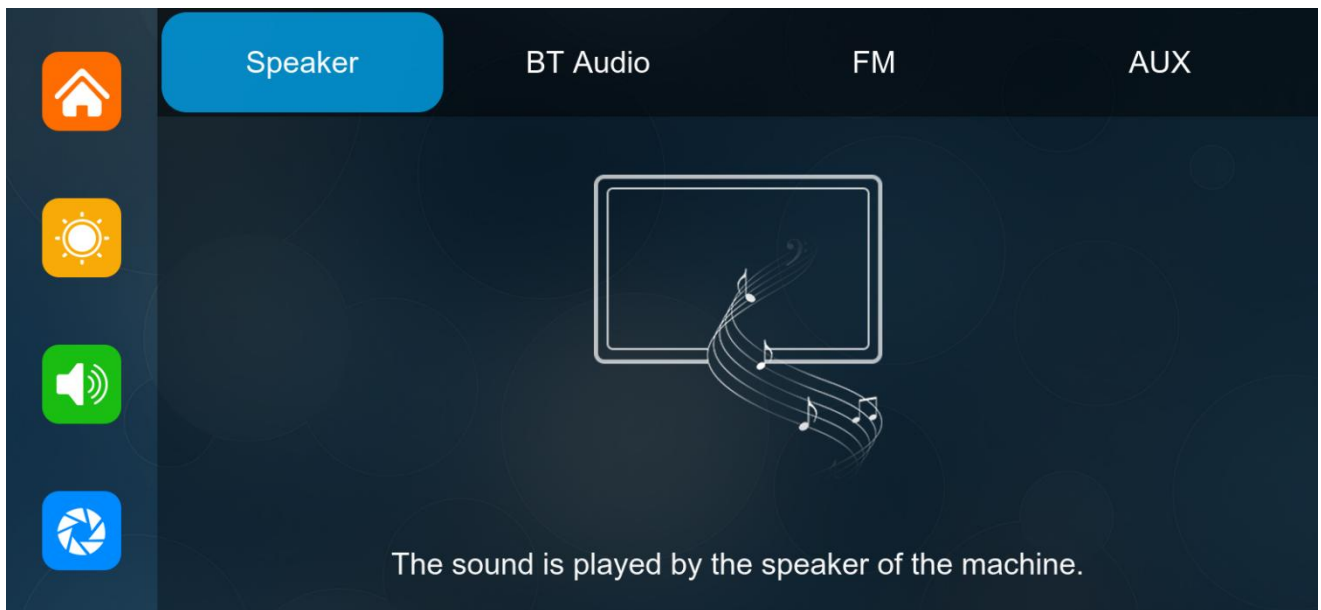 Speaker
BT Audio
FM
AUX
The sound is played by the speaker of the machine.